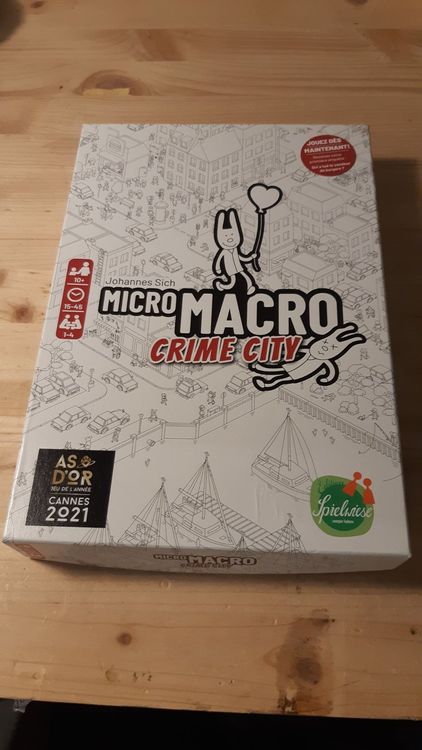 JOUEZ DÈS
MAINTENANT!
Johannes Sich
10+
15-45
1-4
MICRO MACRO
CRIME CITY
AS
D'OR
JEU DE L'ANNÉE
CANNES
2021
Spielwiese
MICRO MACRO
CRIME CITY